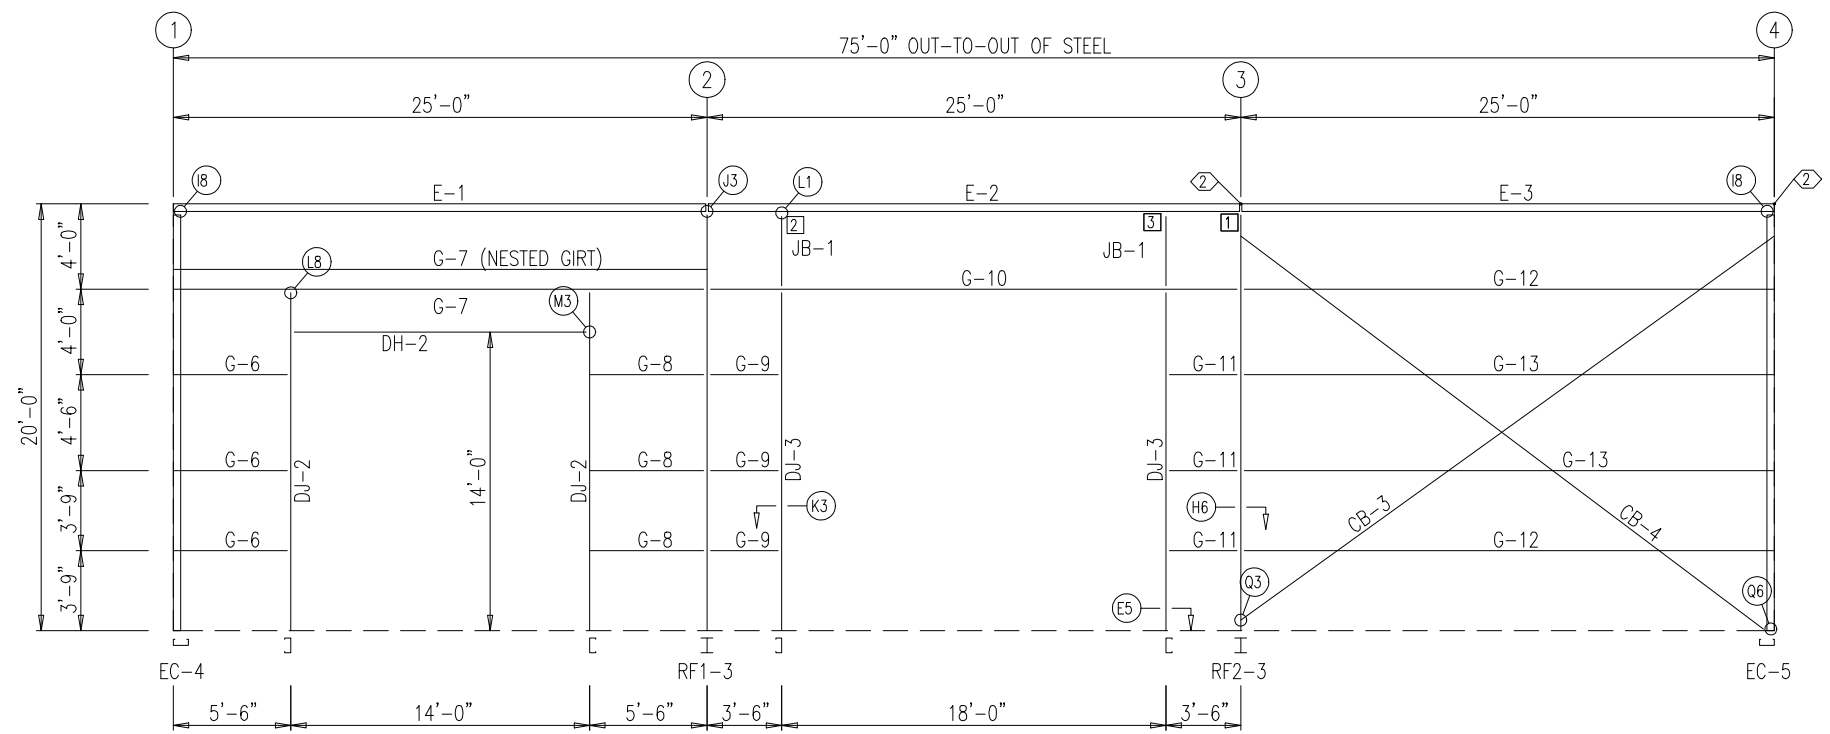 1
4
75'-0" OUT-TO-OUT OF STEEL
2
3
25'-0"
25'-0"
25'-0"
I8
E-1
J3
L1
E-2
2
E-3
I8
2
2
JB-1
3
JB-1
1
4'-0"
G-7 (NESTED GIRT)
L8
G-10
G-12
M3
G-7
4'-0"
DH-2
G-6
G-8
G-9
G-11
G-13
20'-0"
4'-6"
G-6
DJ-2
14'-0"
DJ-2
G-8
G-9
DJ-3
DJ-3
G-11
G-13
3'-9"
K3
H6
CB-3
CB-4
G-6
G-8
G-9
G-11
G-12
3'-9"
Q3
Q6
E5
EC-4
RF1-3
RF2-3
EC-5
5'-6"
14'-0"
5'-6"
3'-6"
18'-0"
3'-6"